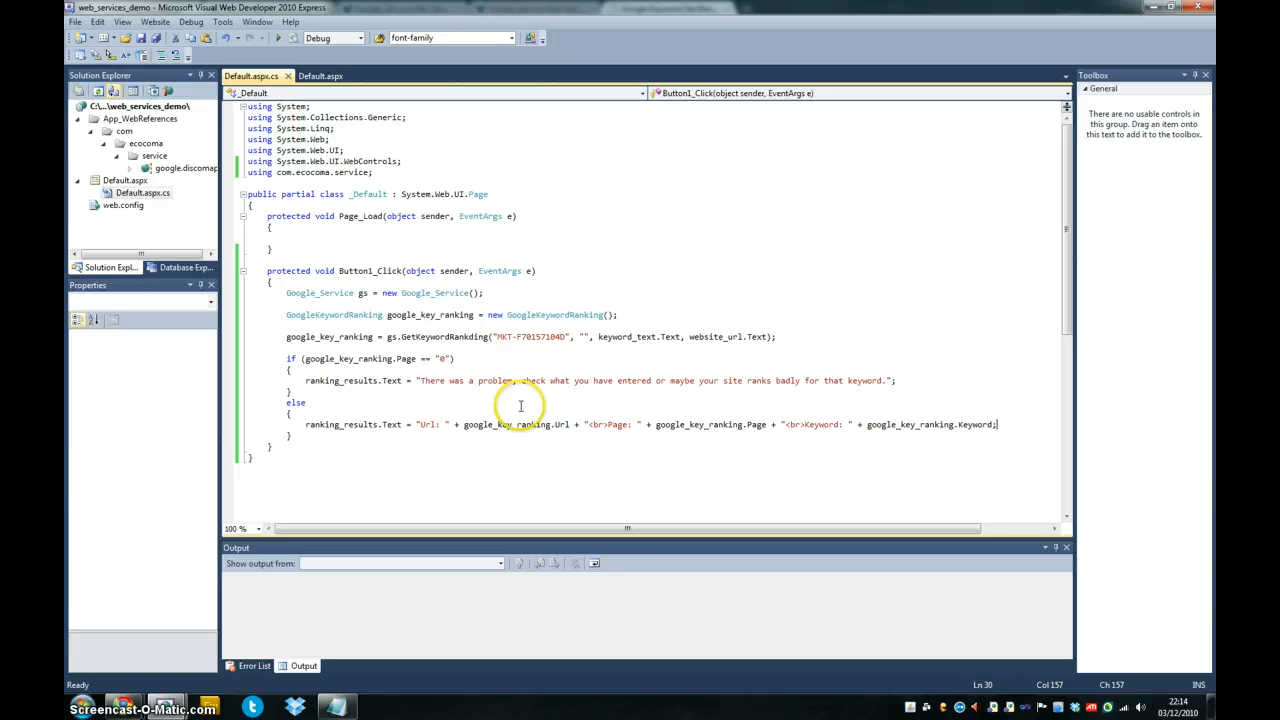 web_services_demo - Microsoft Visual Web Developer 2010 Express
File Edit View Website Debug Tools Window Help
Debug font-family
Solution Explorer
C:\...\web_services_demo\
App_WebReferences
com
ecocoma
service
google.discomap
Default.aspx
Default.aspx.cs
web.config
Solution Expl... Database Exp...
Properties
Default.aspx.cs Default.aspx
_Default Button1_Click(object sender, EventArgs e)
using System;
using System.Collections.Generic;
using System.Linq;
using System.Web;
using System.Web.UI;
using System.Web.UI.WebControls;
using com.ecocoma.service;
public partial class _Default : System.Web.UI.Page
{
protected void Page_Load(object sender, EventArgs e)
{
}
protected void Button1_Click(object sender, EventArgs e)
{
Google_Service gs = new Google_Service();
GoogleKeywordRanking google_key_ranking = new GoogleKeywordRanking();
google_key_ranking = gs.GetKeywordRankding("MKT-F70157104D", "", keyword_text.Text, website_url.Text);
if (google_key_ranking.Page == "0")
{
ranking_results.Text = "There was a problem, check what you have entered or maybe your site ranks badly for that keyword.";
}
else
{
ranking_results.Text = "Url: " + google_key_ranking.Url + "<br>Page: " + google_key_ranking.Page + "<br>Keyword: " + google_key_ranking.Keyword;
}
}
}
100 %
Output
Show output from:
Error List Output
Toolbox
General
There are no usable controls in
this group. Drag an item onto
this text to add it to the toolbox.
Ready Ln 30 Col 157 Ch 157 INS
Screencast-O-Matic.com
22:14
03/12/2010